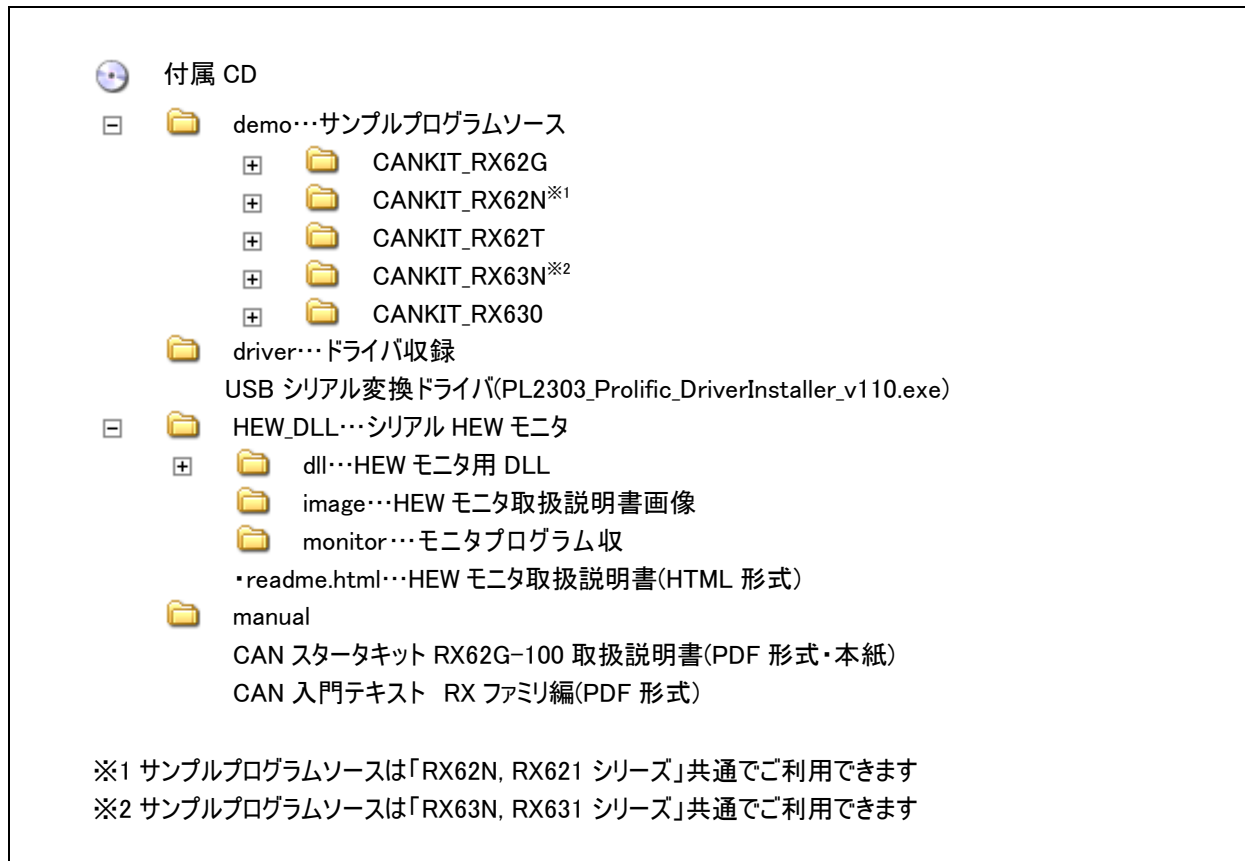 付属 CD
demo…サンプルプログラムソース
CANKIT_RX62G
CANKIT_RX62N※1
CANKIT_RX62T
CANKIT_RX63N※2
CANKIT_RX630
driver…ドライバ収録
USB シリアル変換ドライバ(PL2303_Prolific_DriverInstaller_v110.exe)
HEW_DLL…シリアル HEW モニタ
dll…HEW モニタ用 DLL
image…HEW モニタ取扱説明書画像
monitor…モニタプログラム収
・readme.html…HEW モニタ取扱説明書(HTML 形式)
manual
CAN スタータキット RX62G-100 取扱説明書(PDF 形式・本紙)
CAN 入門テキスト RX ファミリ編(PDF 形式)
※1 サンプルプログラムソースは「RX62N, RX621 シリーズ」共通でご利用できます
※2 サンプルプログラムソースは「RX63N, RX631 シリーズ」共通でご利用できます